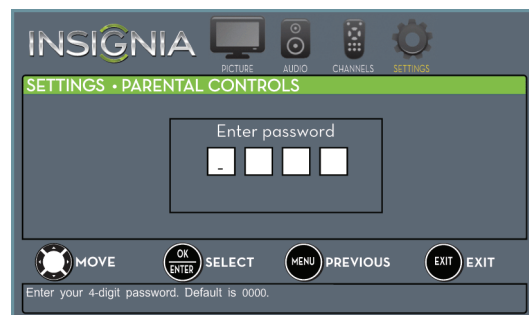 INSIGNIA
PICTURE AUDIO CHANNELS SETTINGS
SETTINGS • PARENTAL CONTROLS
Enter password
_
MOVE OK ENTER SELECT MENU PREVIOUS EXIT EXIT
Enter your 4-digit password. Default is 0000.